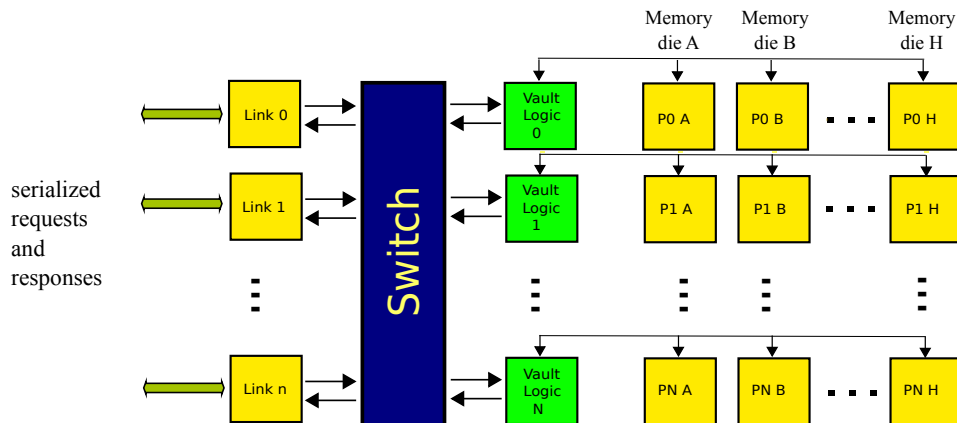 Memory
die A
Memory
die B
Memory
die H
Link 0
Vault
Logic
0
P0 A
P0 B
P0 H
serialized
requests
and
responses
Link 1
Switch
Vault
Logic
1
P1 A
P1 B
P1 H
Link n
Vault
Logic
N
PN A
PN B
PN H